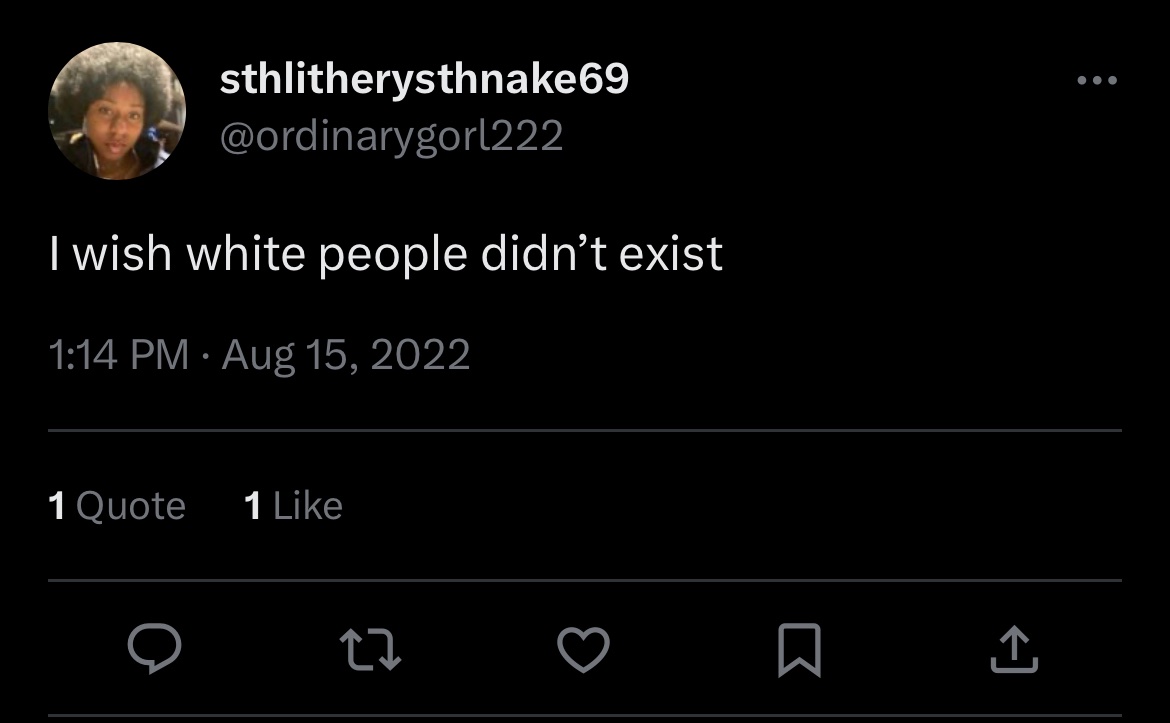 sthlitherysthnake69
@ordinarygorl222
I wish white people didn’t exist
1:14 PM · Aug 15, 2022
1 Quote 1 Like